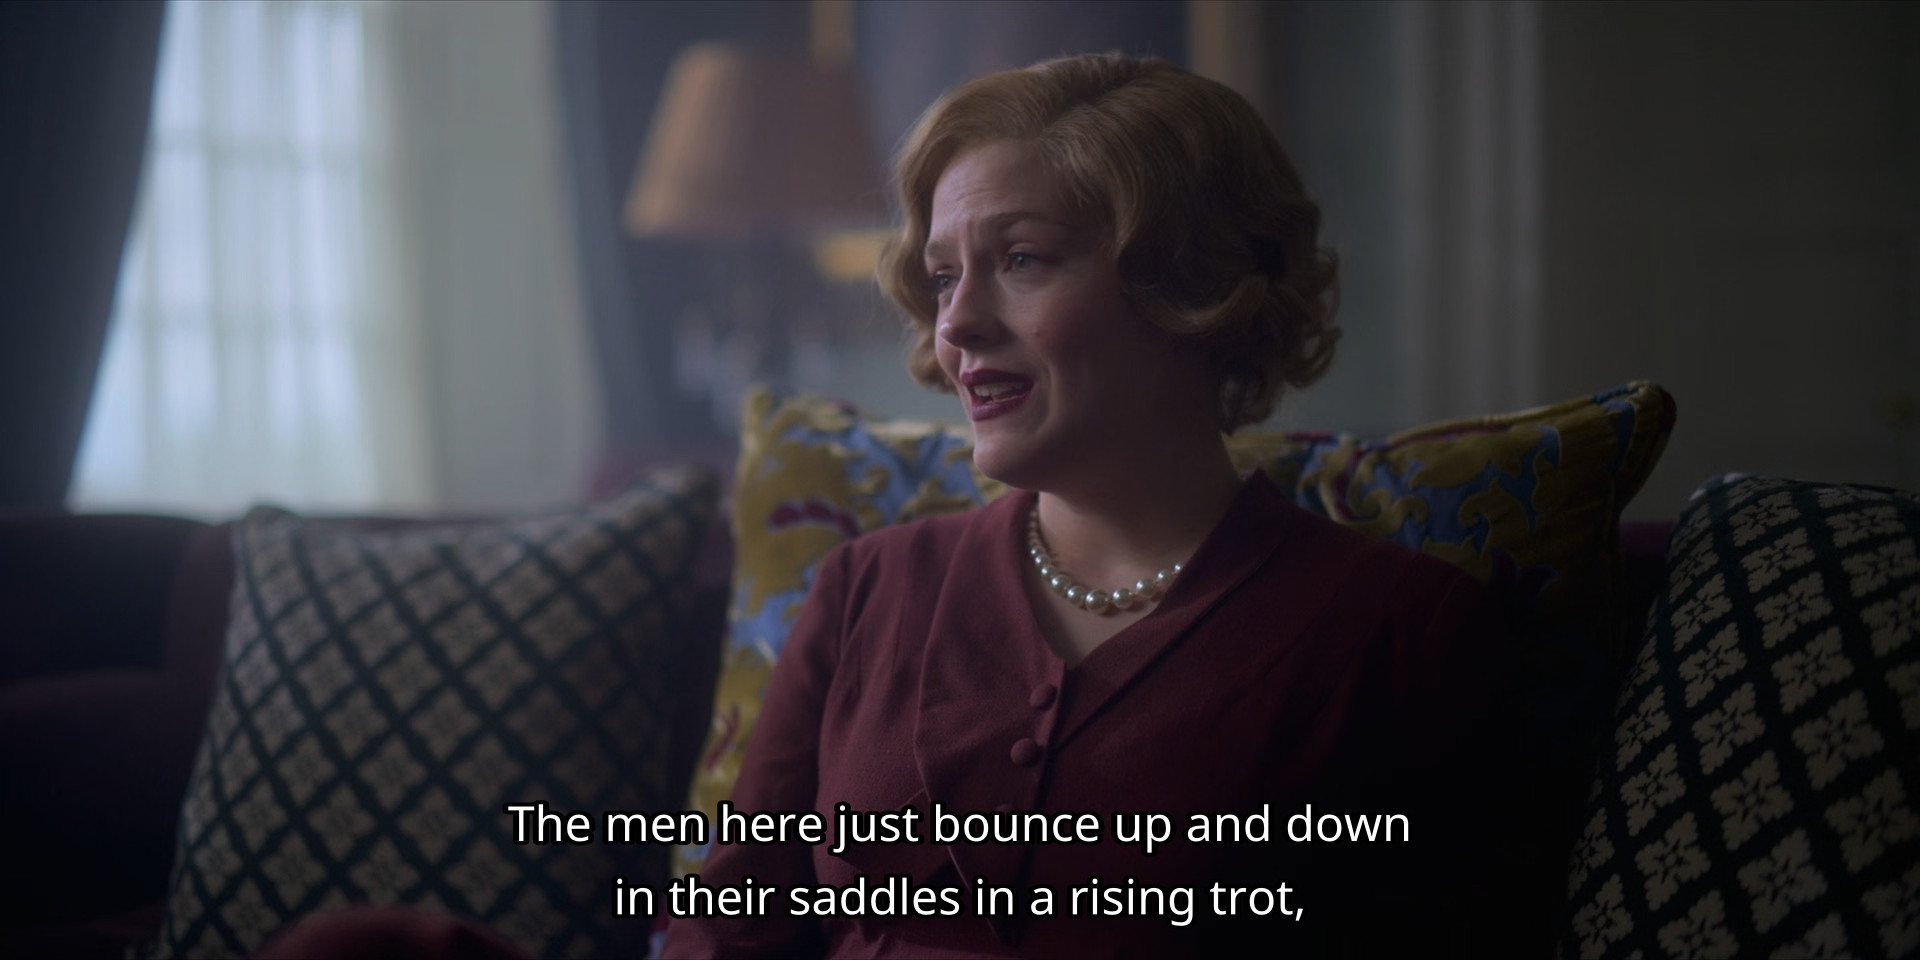 The men here just bounce up and down
in their saddles in a rising trot,